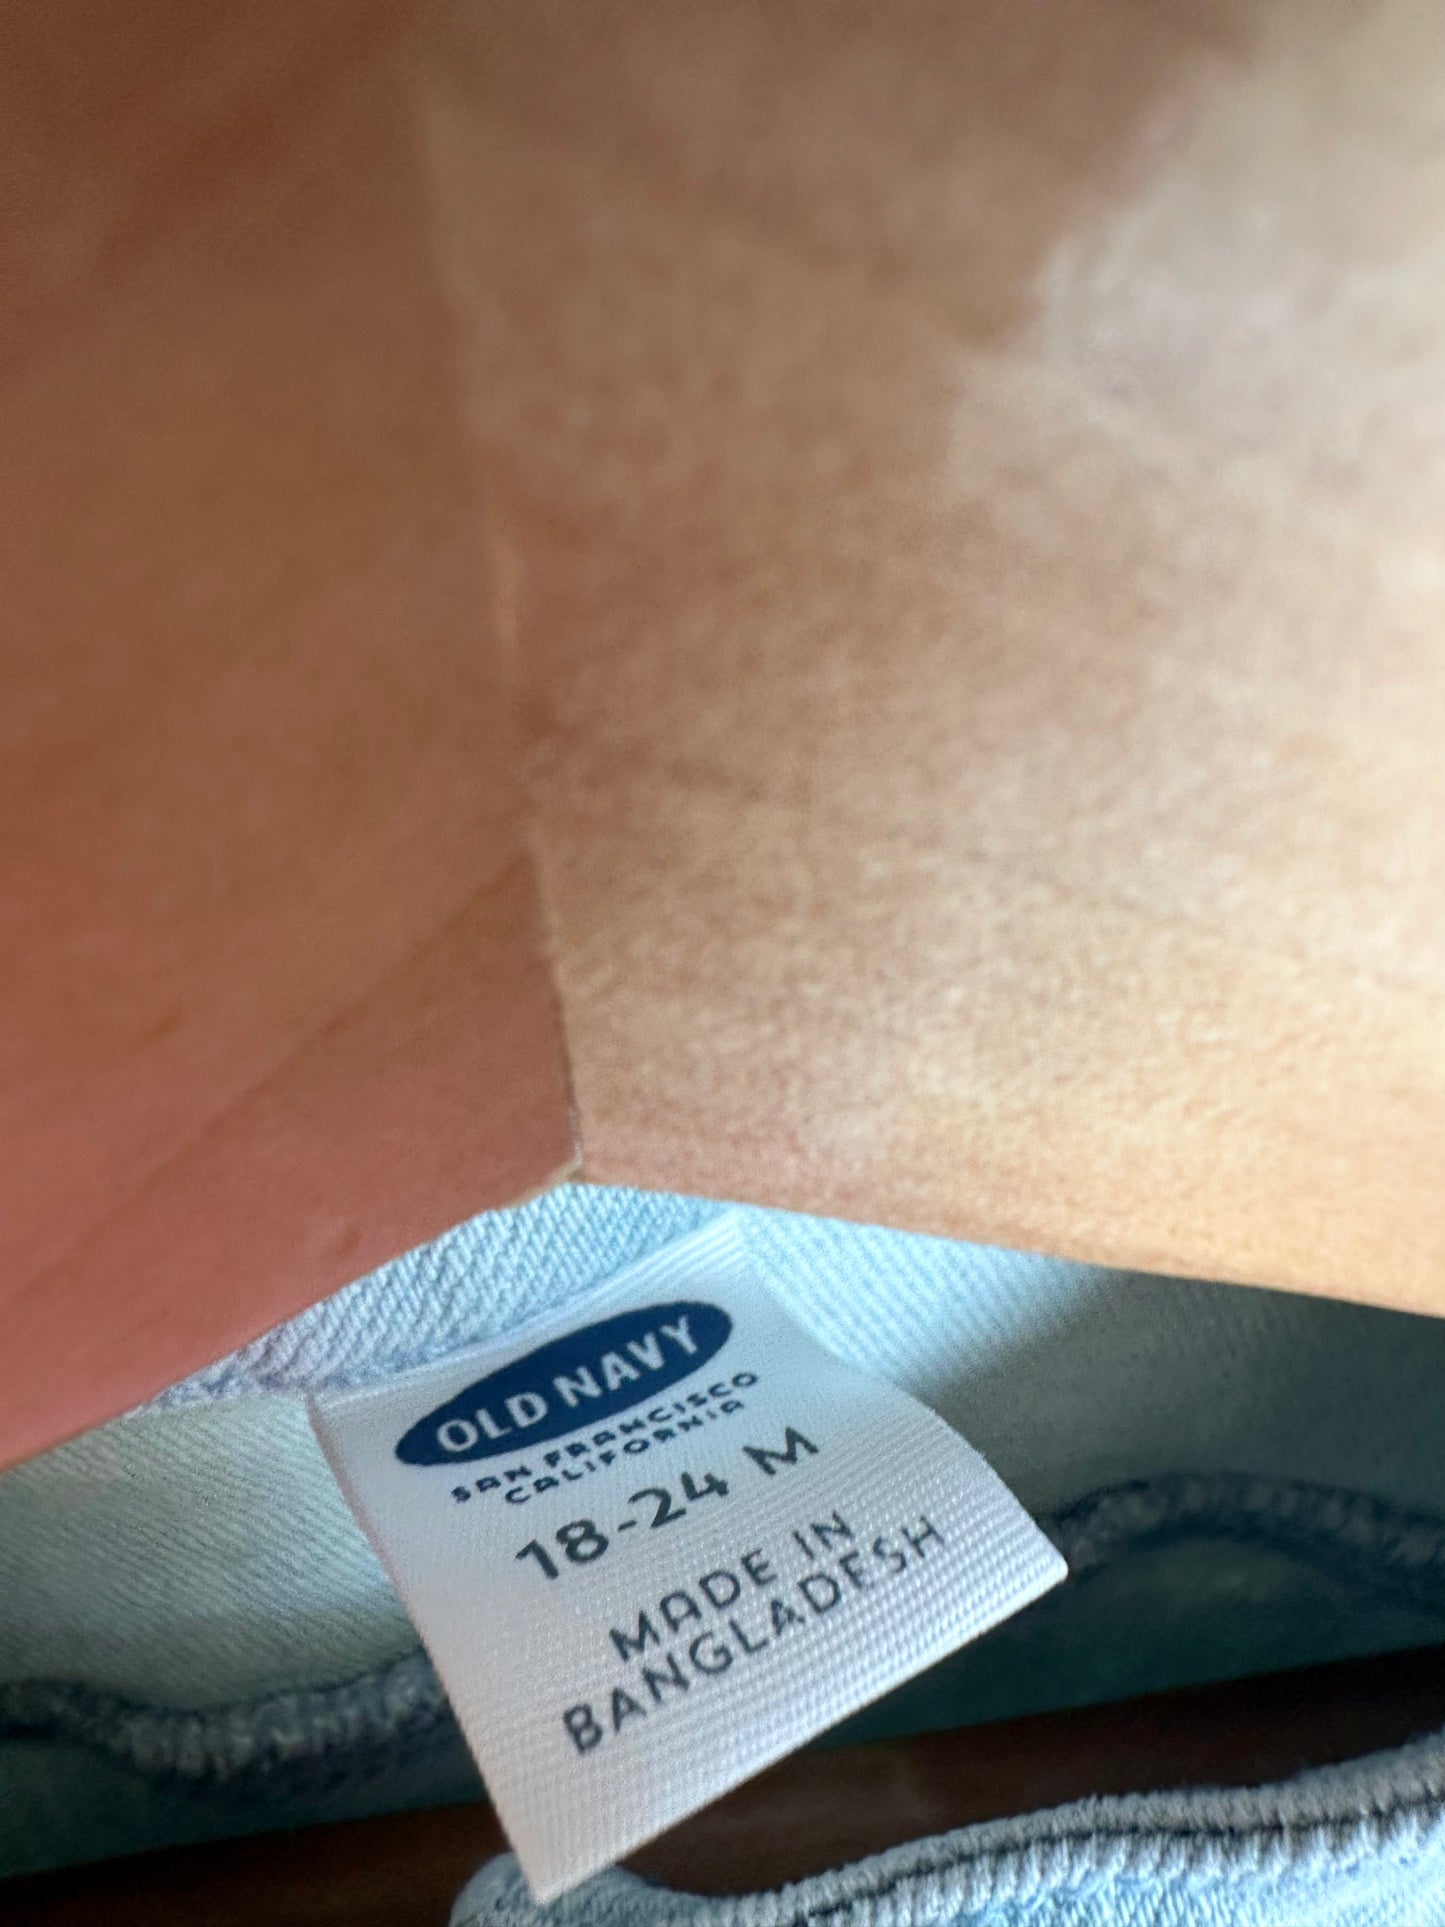 OLD NAVY
SAN FRANCISCO
CALIFORNIA
18-24 M
MADE IN
BANGLADESH